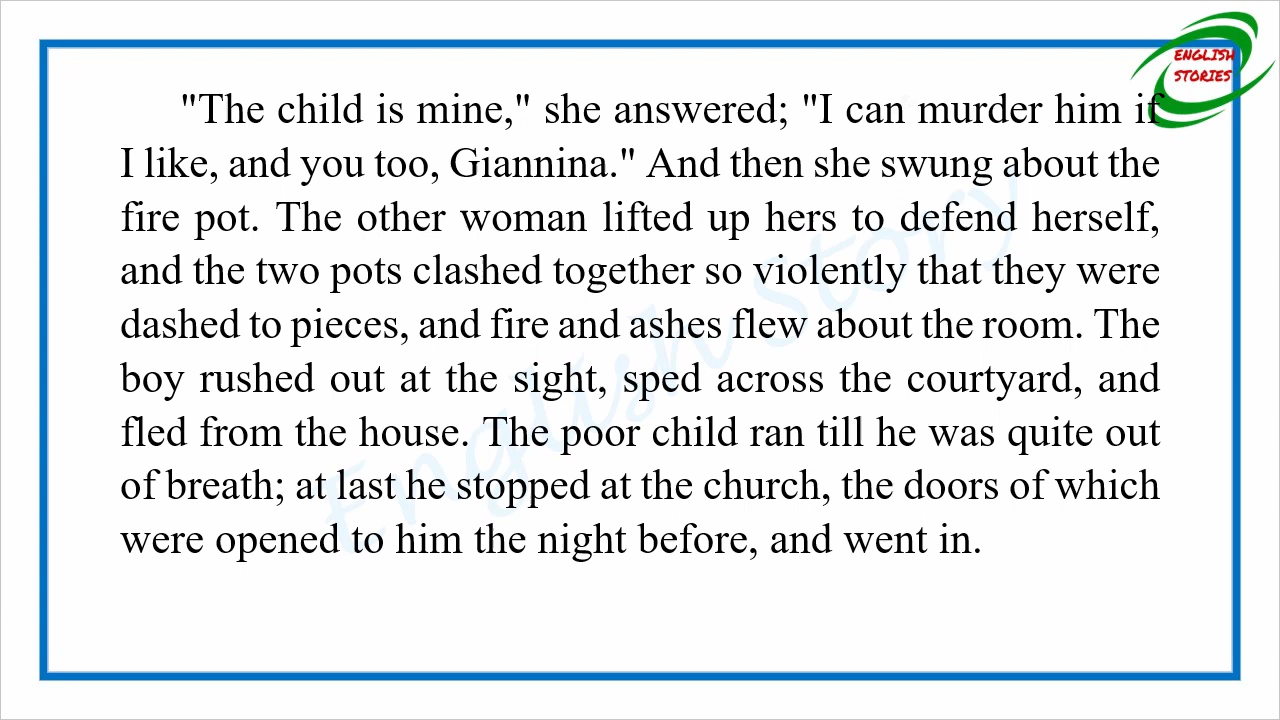 ENGLISH
STORIES
"The child is mine," she answered; "I can murder him if
I like, and you too, Giannina." And then she swung about the
fire pot. The other woman lifted up hers to defend herself,
and the two pots clashed together so violently that they were
dashed to pieces, and fire and ashes flew about the room. The
boy rushed out at the sight, sped across the courtyard, and
fled from the house. The poor child ran till he was quite out
of breath; at last he stopped at the church, the doors of which
were opened to him the night before, and went in.
English Story